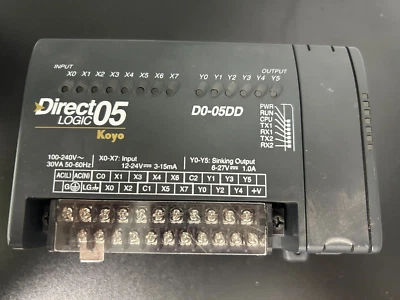 INPUT
X0 X1 X2 X3 X4 X5 X6 X7
OUTPUT
Y0 Y1 Y2 Y3 Y4 Y5
Direct05
LOGIC
Koyo
D0-05DD
PWR
RUN
CPU
TX1
RX1
TX2
RX2
100-240V~
30VA 50-60Hz
X0-X7: Input
12-24V 3-15mA
Y0-Y5: Sinking Output
6-27V 1.0A
AC(L) AC(N) C0 X1 X3 X4 X6 C2 Y1 Y3 Y5
G LG X0 X2 C1 X5 X7 Y0 Y2 Y4 +V